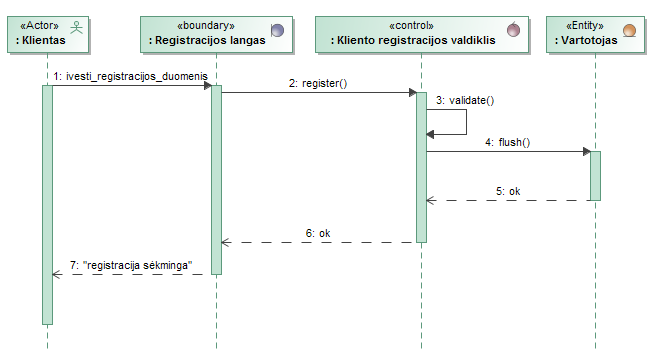 «Actor»
: Klientas
«boundary»
: Registracijos langas
«control»
: Kliento registracijos valdiklis
«Entity»
: Vartotojas
1: ivesti_registracijos_duomenis
2: register()
3: validate()
4: flush()
5: ok
6: ok
7: "registracija sėkminga"